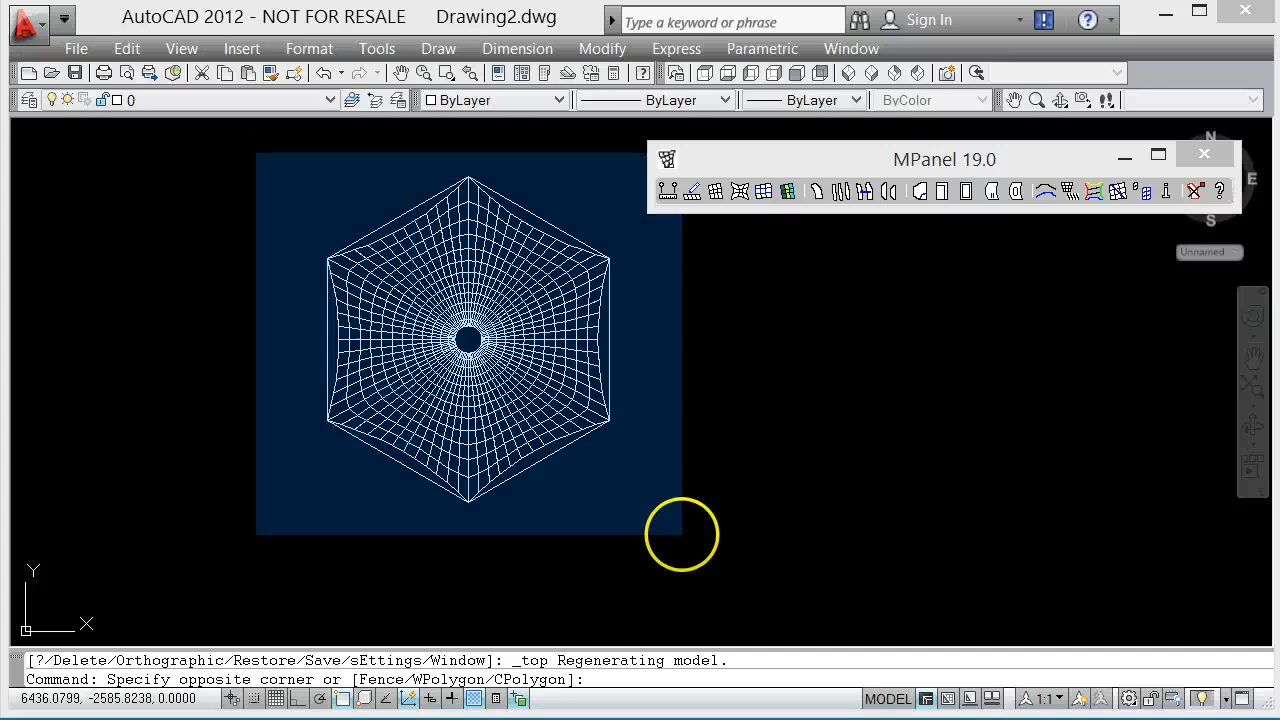 AutoCAD 2012 - NOT FOR RESALE Drawing2.dwg
Type a keyword or phrase
Sign In
File Edit View Insert Format Tools Draw Dimension Modify Express Parametric Window
0
ByLayer
ByLayer
ByLayer
ByColor
MPanel 19.0
N
E
S
Unnamed
Y
X
[?/Delete/Orthographic/Restore/Save/sEttings/Window]: _top Regenerating model.
Command: Specify opposite corner or [Fence/WPolygon/CPolygon]:
6436.0799, -2585.8238, 0.0000
MODEL
1:1